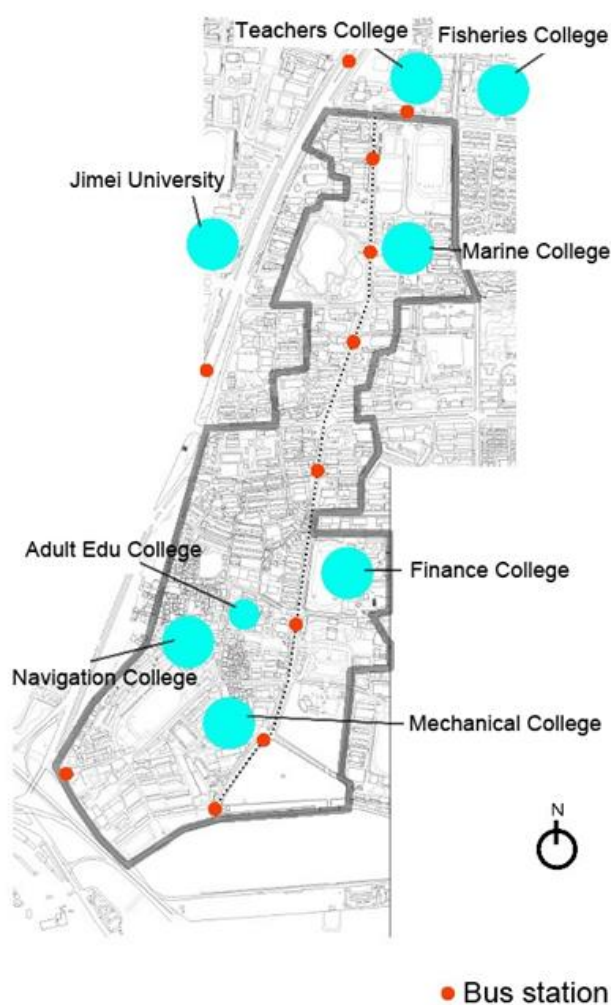 Teachers College
Fisheries College
Jimei University
Marine College
Adult Edu College
Finance College
Navigation College
Mechanical College
N
Bus station